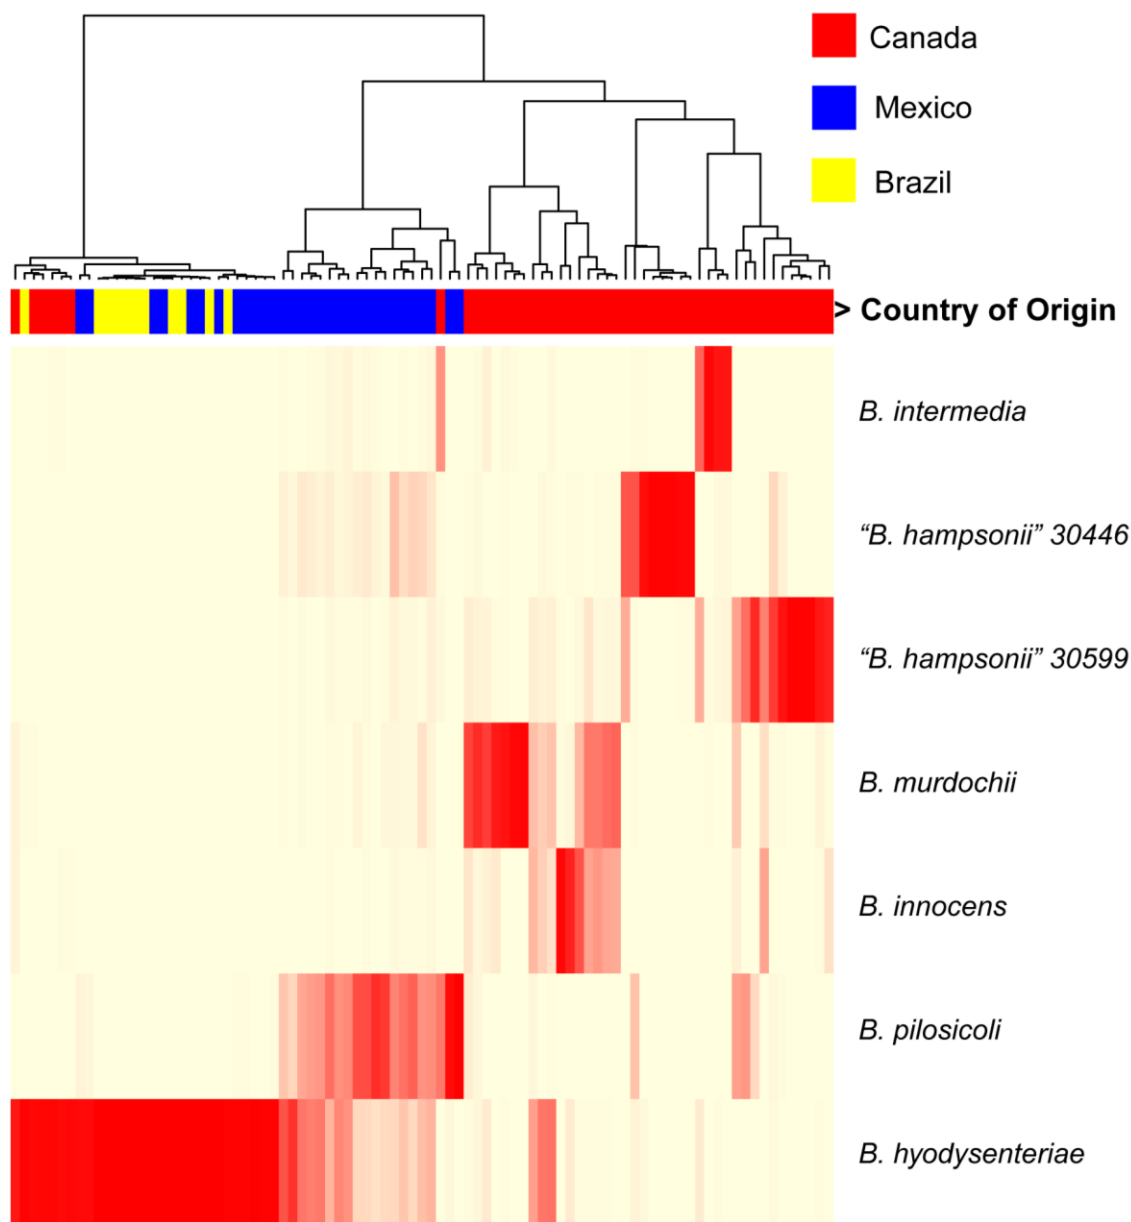 Canada
Mexico
Brazil
> Country of Origin
B. intermedia
“B. hampsonii” 30446
“B. hampsonii” 30599
B. murdochii
B. innocens
B. pilosicoli
B. hyodysenteriae